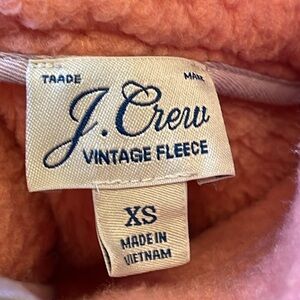 TRADE MARK
J.Crew
VINTAGE FLEECE
XS
MADE IN
VIETNAM